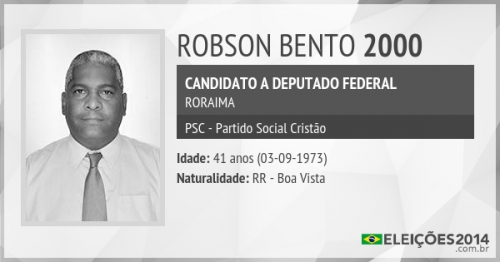 ROBSON BENTO 2000
CANDIDATO A DEPUTADO FEDERAL
RORAIMA
PSC - Partido Social Cristão
Idade: 41 anos (03-09-1973)
Naturalidade: RR - Boa Vista
ELEIÇÕES2014
.com.br